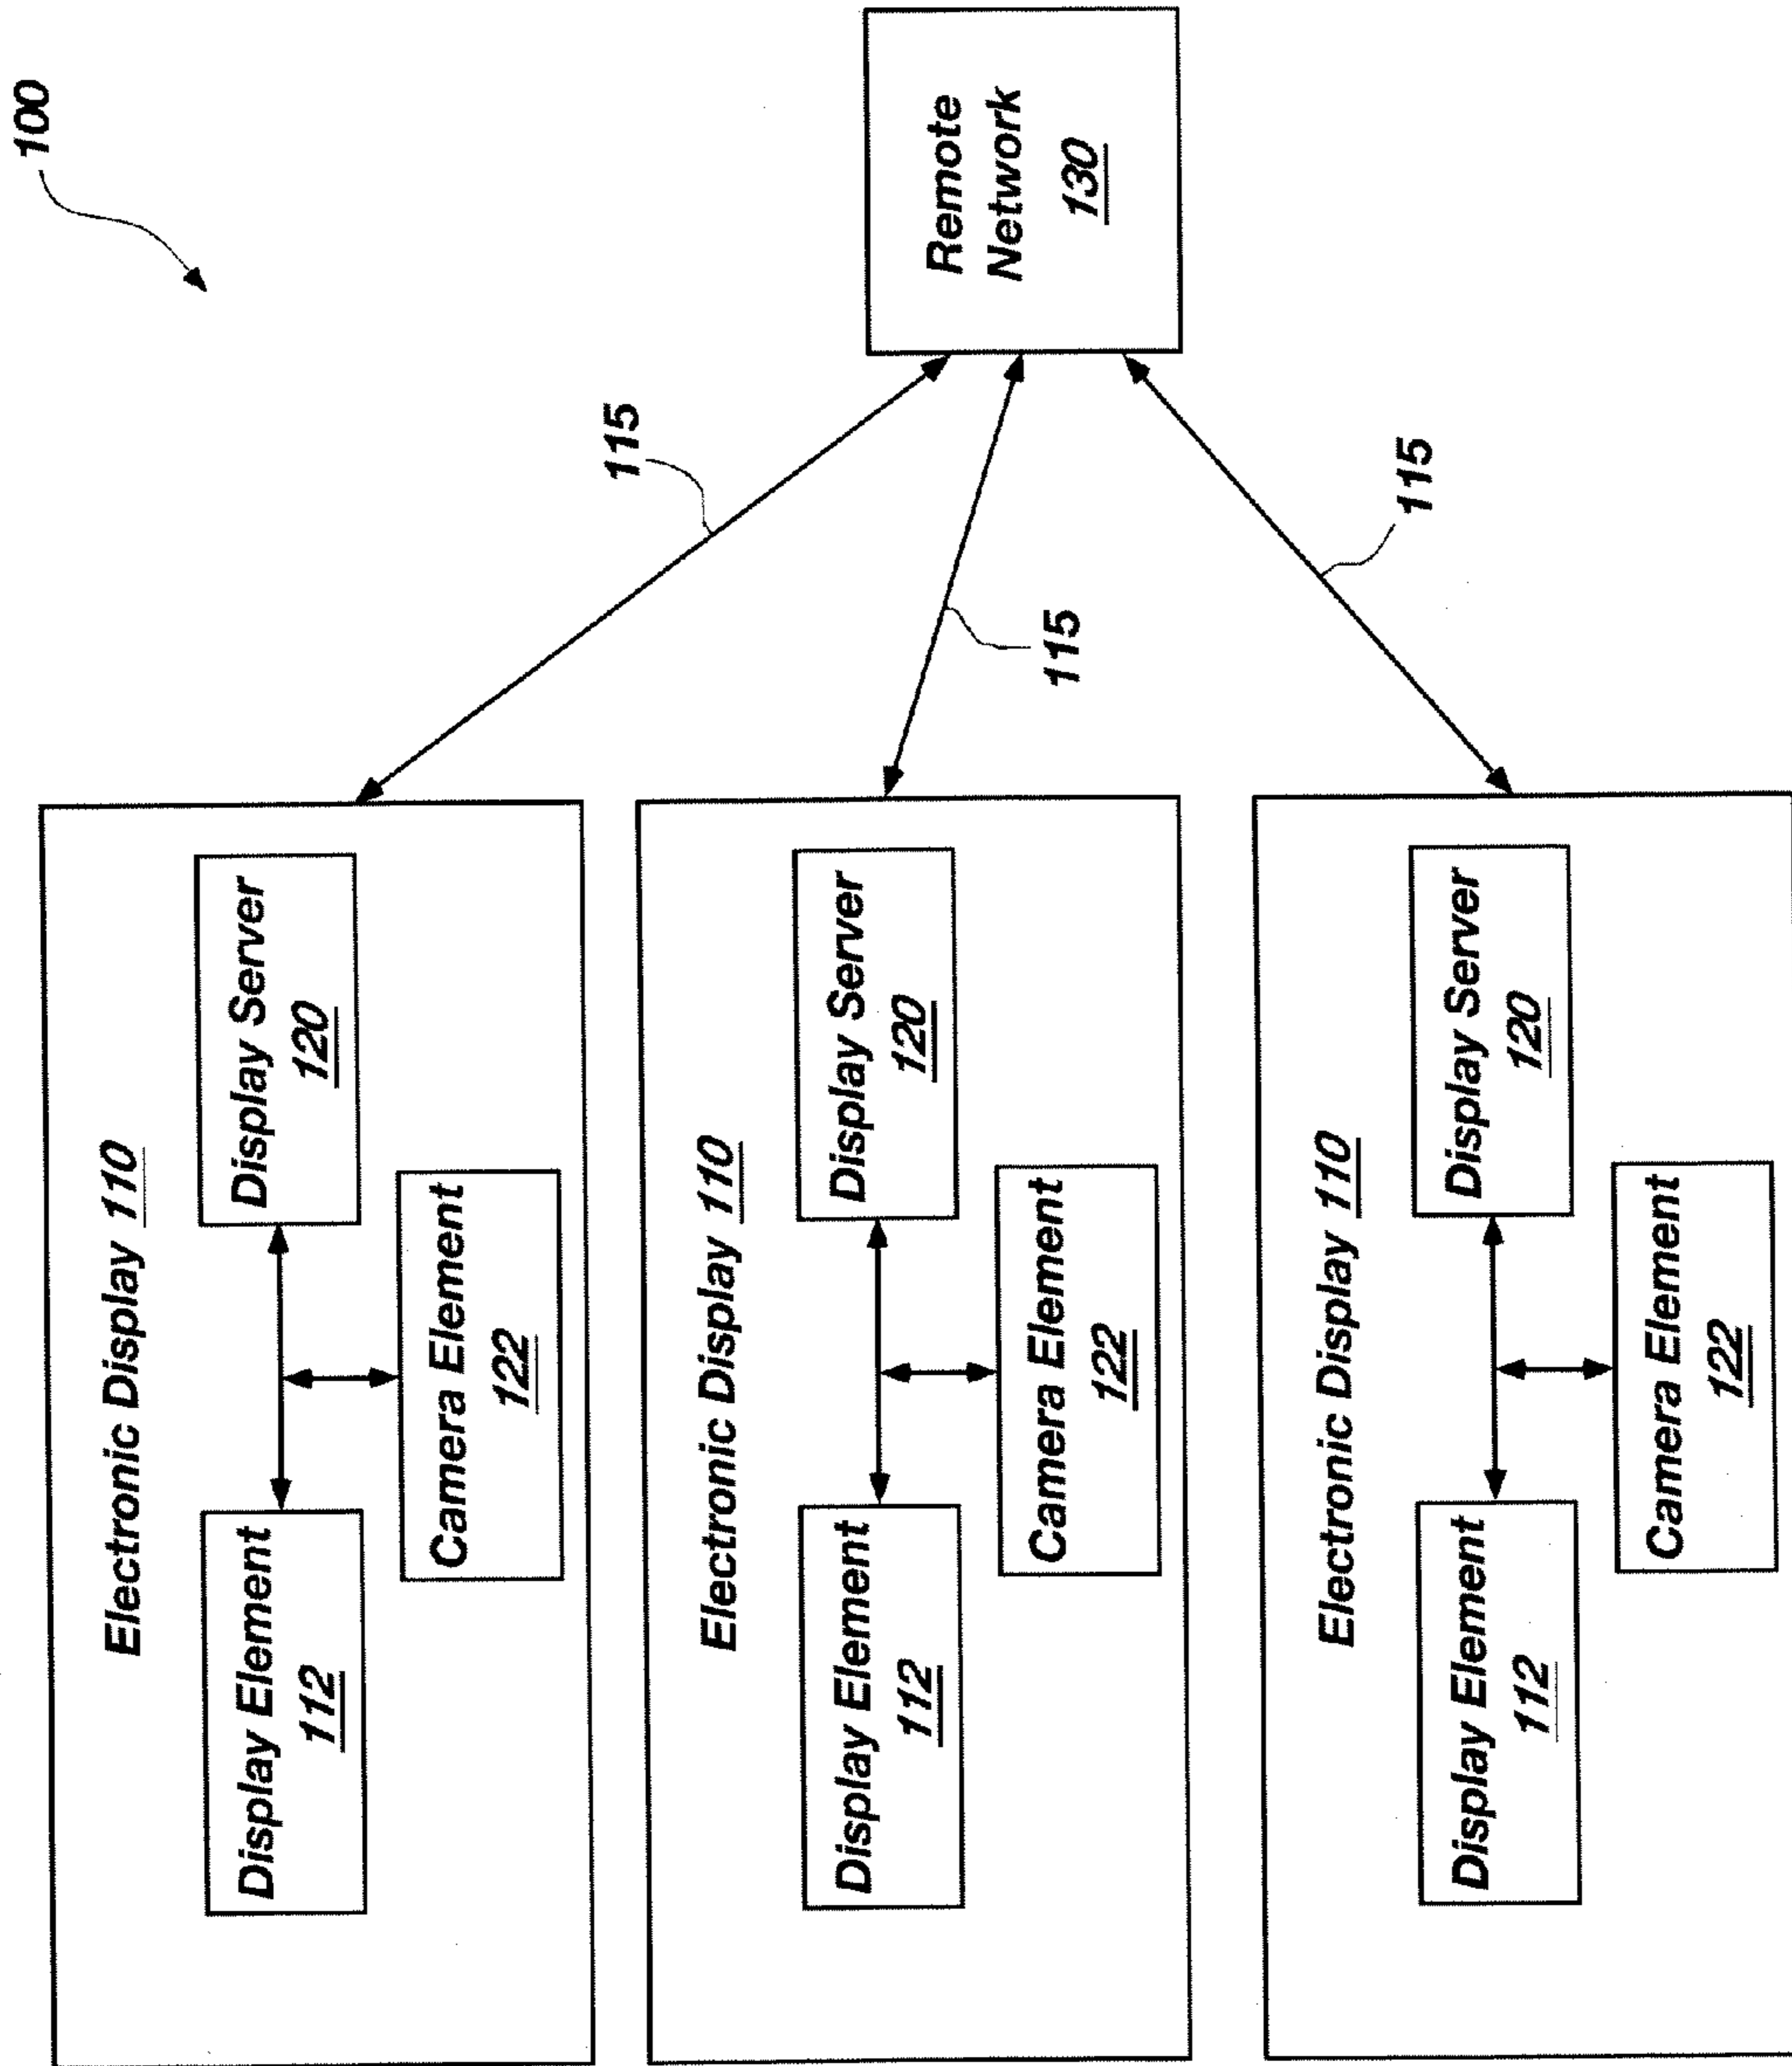 100
Electronic Display 110
Display Element
112
Display Server
120
Camera Element
122
115
Electronic Display 110
Display Element
112
Display Server
120
Camera Element
122
115
Remote
Network
130
Electronic Display 110
Display Element
112
Display Server
120
Camera Element
122
115